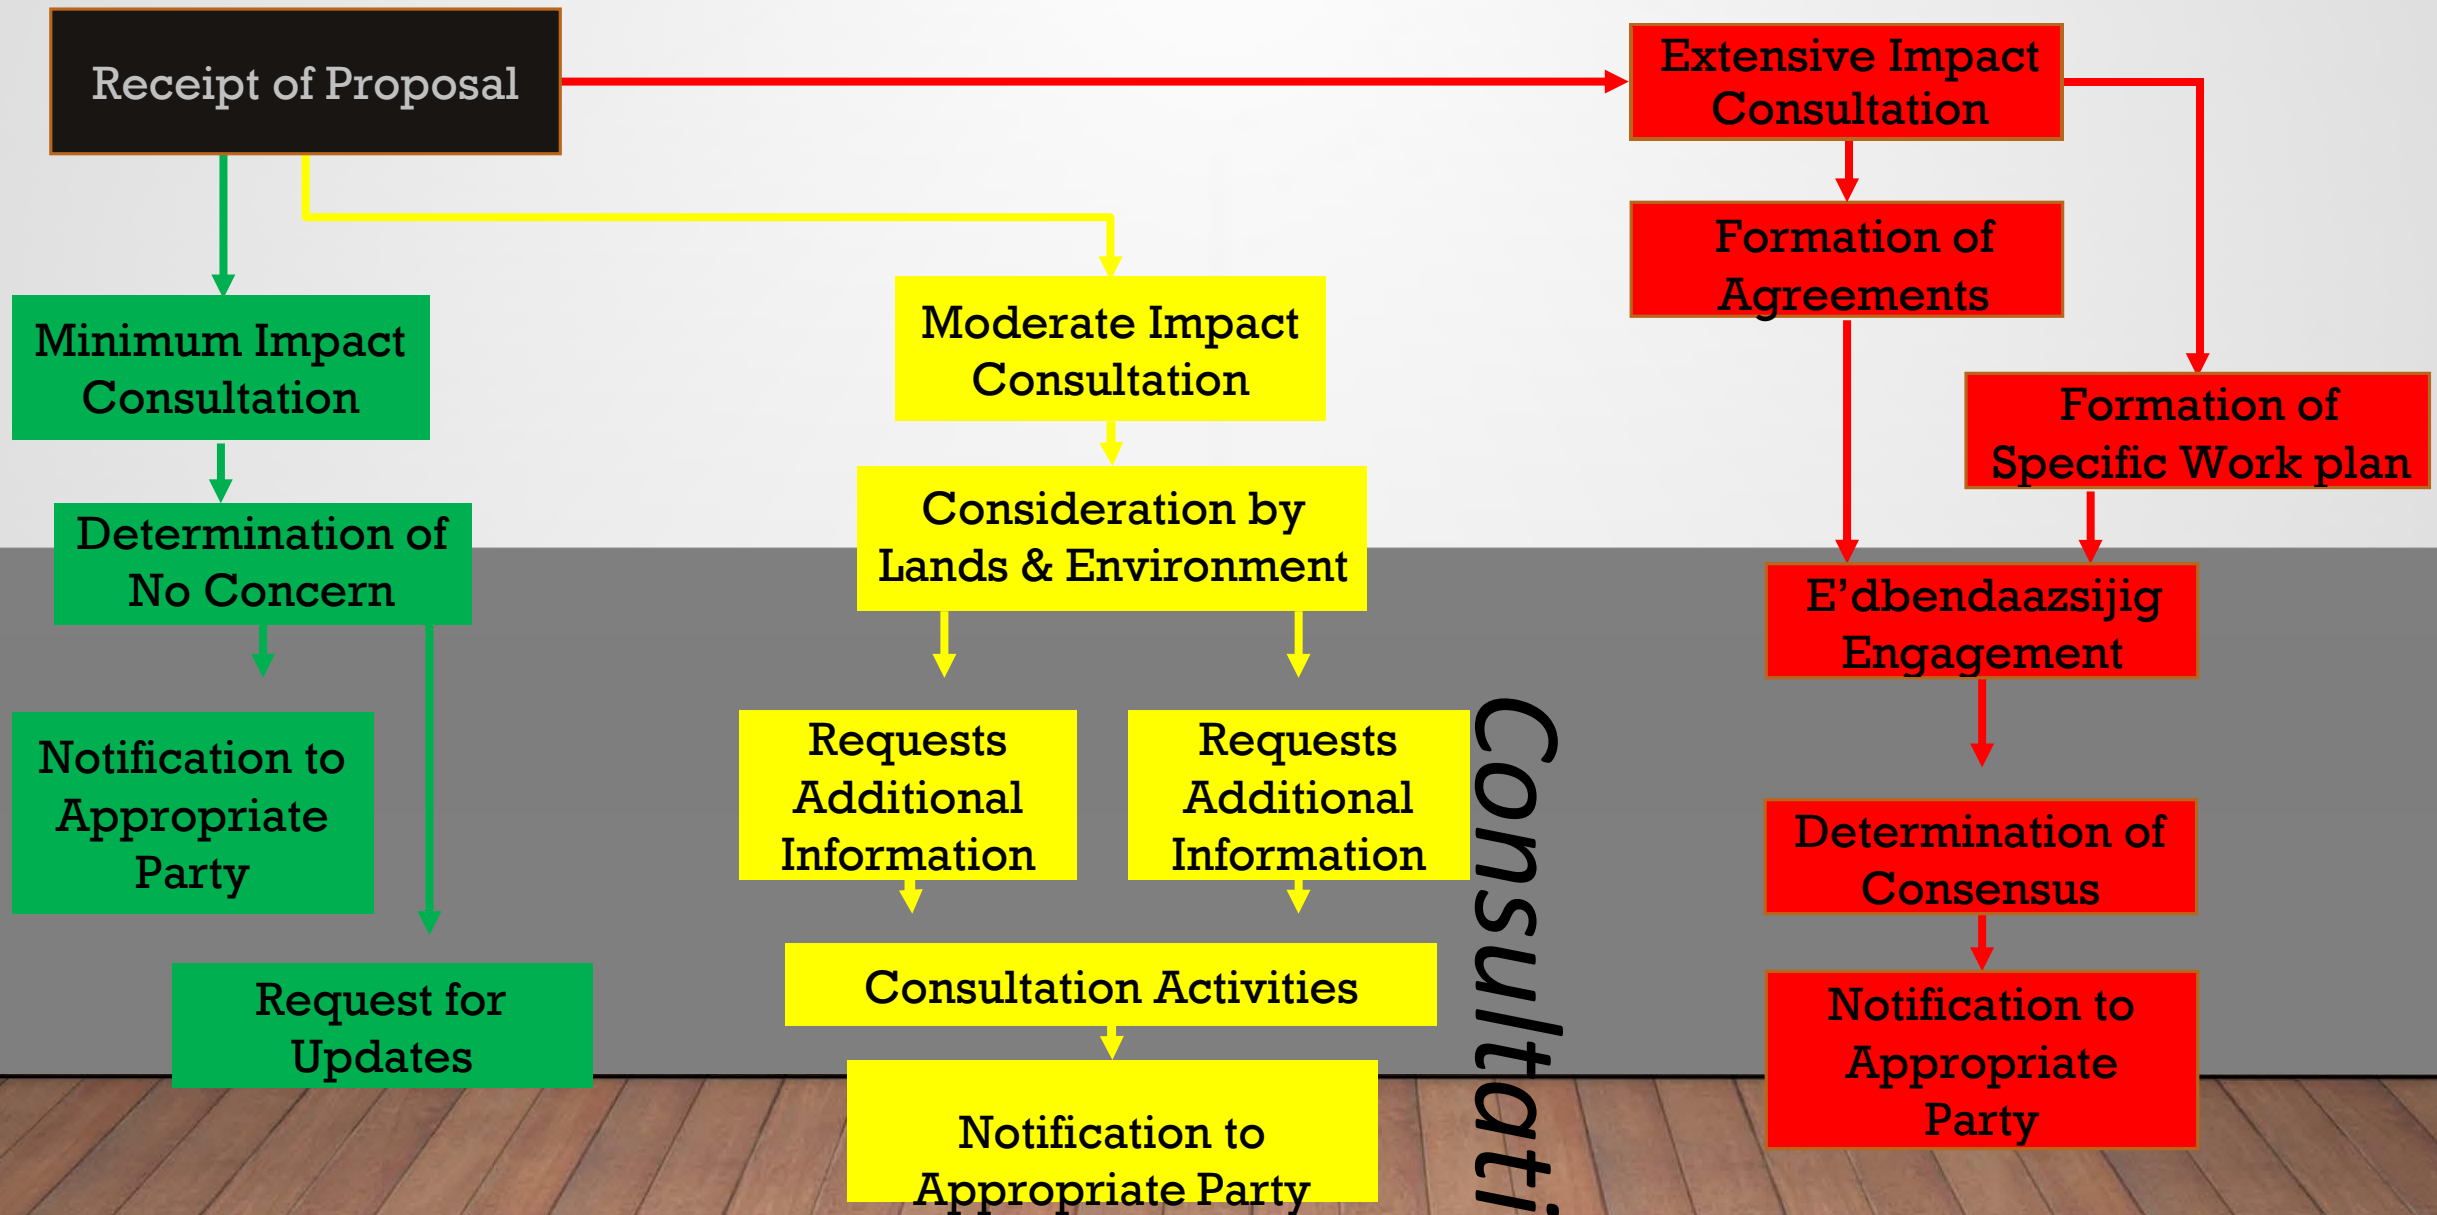 Receipt of Proposal
Extensive Impact
Consultation
Formation of
Agreements
Minimum Impact
Consultation
Moderate Impact
Consultation
Formation of
Specific Work plan
Determination of
No Concern
Consideration by
Lands & Environment
E’dbendaazsijig
Engagement
Notification to
Appropriate
Party
Requests
Additional
Information
Requests
Additional
Information
Consultati
Determination of
Consensus
Request for
Updates
Consultation Activities
Notification to
Appropriate
Party
Notification to
Appropriate Party